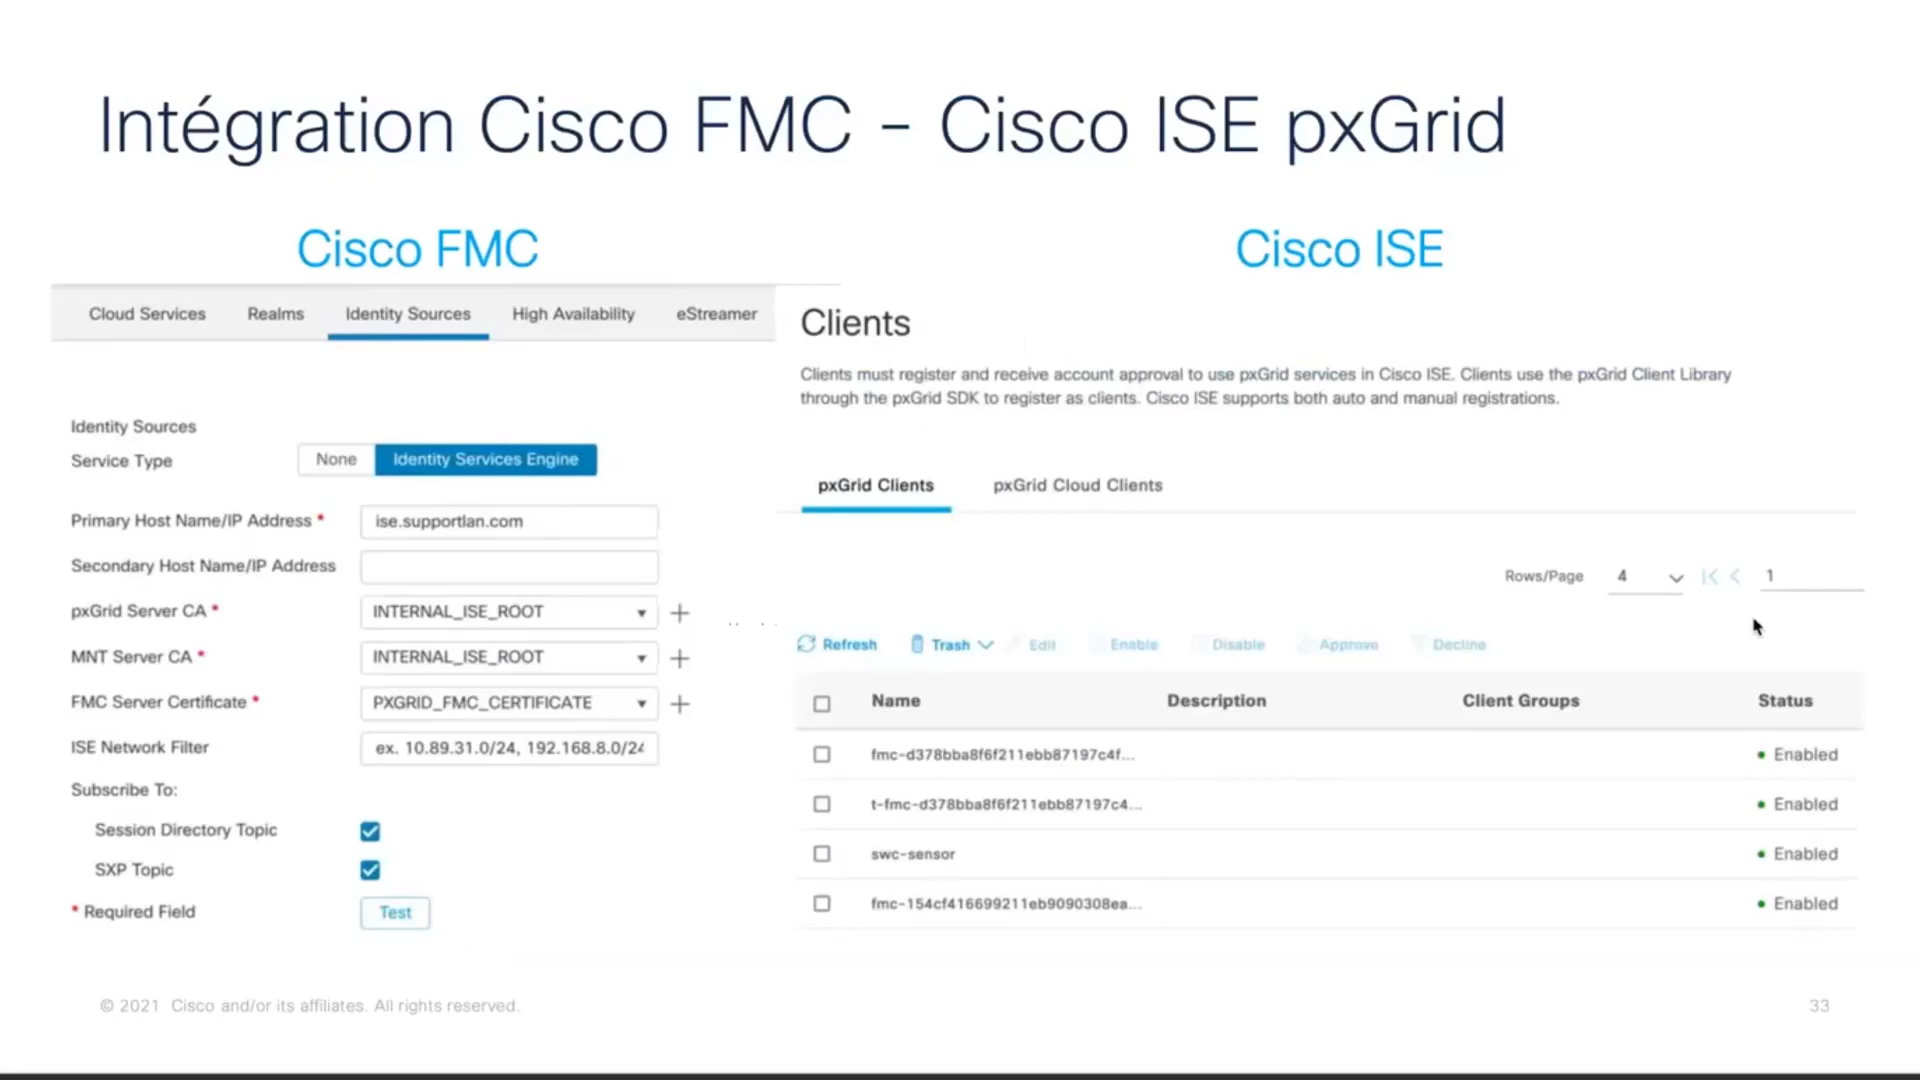 Intégration Cisco FMC - Cisco ISE pxGrid
Cisco FMC
Cloud Services Realms Identity Sources High Availability eStreamer
Identity Sources
Service Type None Identity Services Engine
Primary Host Name/IP Address * ise.supportlan.com
Secondary Host Name/IP Address
pxGrid Server CA * INTERNAL_ISE_ROOT
MNT Server CA * INTERNAL_ISE_ROOT
FMC Server Certificate * PXGRID_FMC_CERTIFICATE
ISE Network Filter ex. 10.89.31.0/24, 192.168.8.0/24
Subscribe To:
Session Directory Topic
SXP Topic
* Required Field Test
Cisco ISE
Clients
Clients must register and receive account approval to use pxGrid services in Cisco ISE. Clients use the pxGrid Client Library
through the pxGrid SDK to register as clients. Cisco ISE supports both auto and manual registrations.
pxGrid Clients pxGrid Cloud Clients
Rows/Page 4 1
Refresh Trash Edit Enable Disable Approve Decline
Name Description Client Groups Status
fmc-d378bba8f6f211ebb87197c4f... Enabled
t-fmc-d378bba8f6f211ebb87197c4... Enabled
swc-sensor Enabled
fmc-154cf416699211eb9090308ea... Enabled
© 2021 Cisco and/or its affiliates. All rights reserved.
33